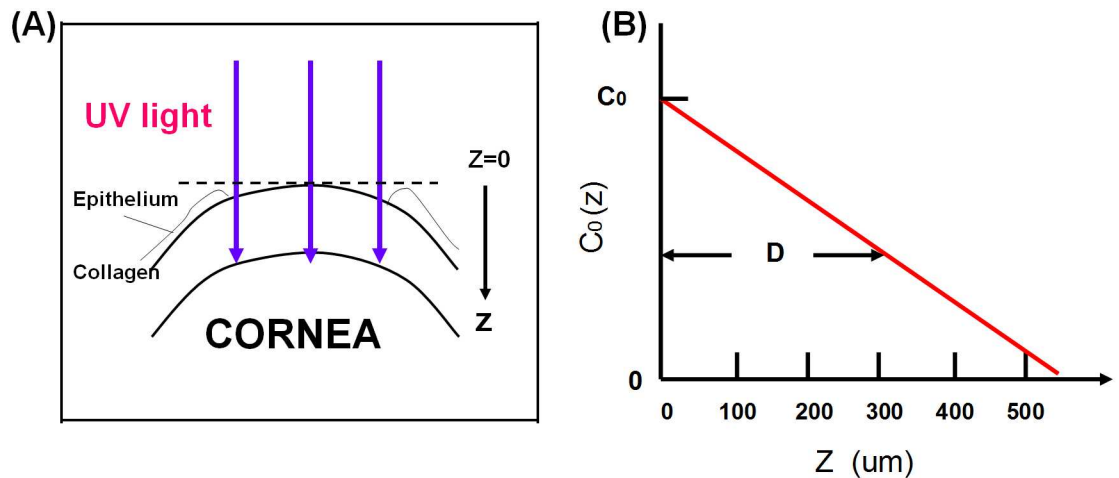 (A)
UV light
Z=0
Epithelium
Collagen
z
CORNEA
(B)
C0
C0 (z)
D
0
0 100 200 300 400 500
Z (um)